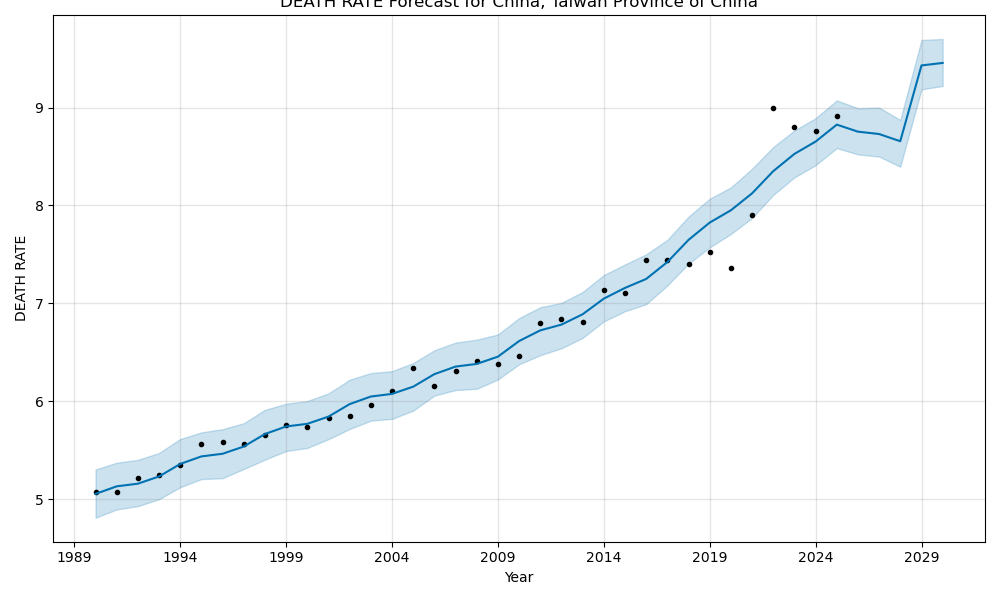 DEATH RATE Forecast for China, Taiwan Province of China
9
8
7
6
5
DEATH RATE
1989 1994 1999 2004 2009 2014 2019 2024 2029
Year